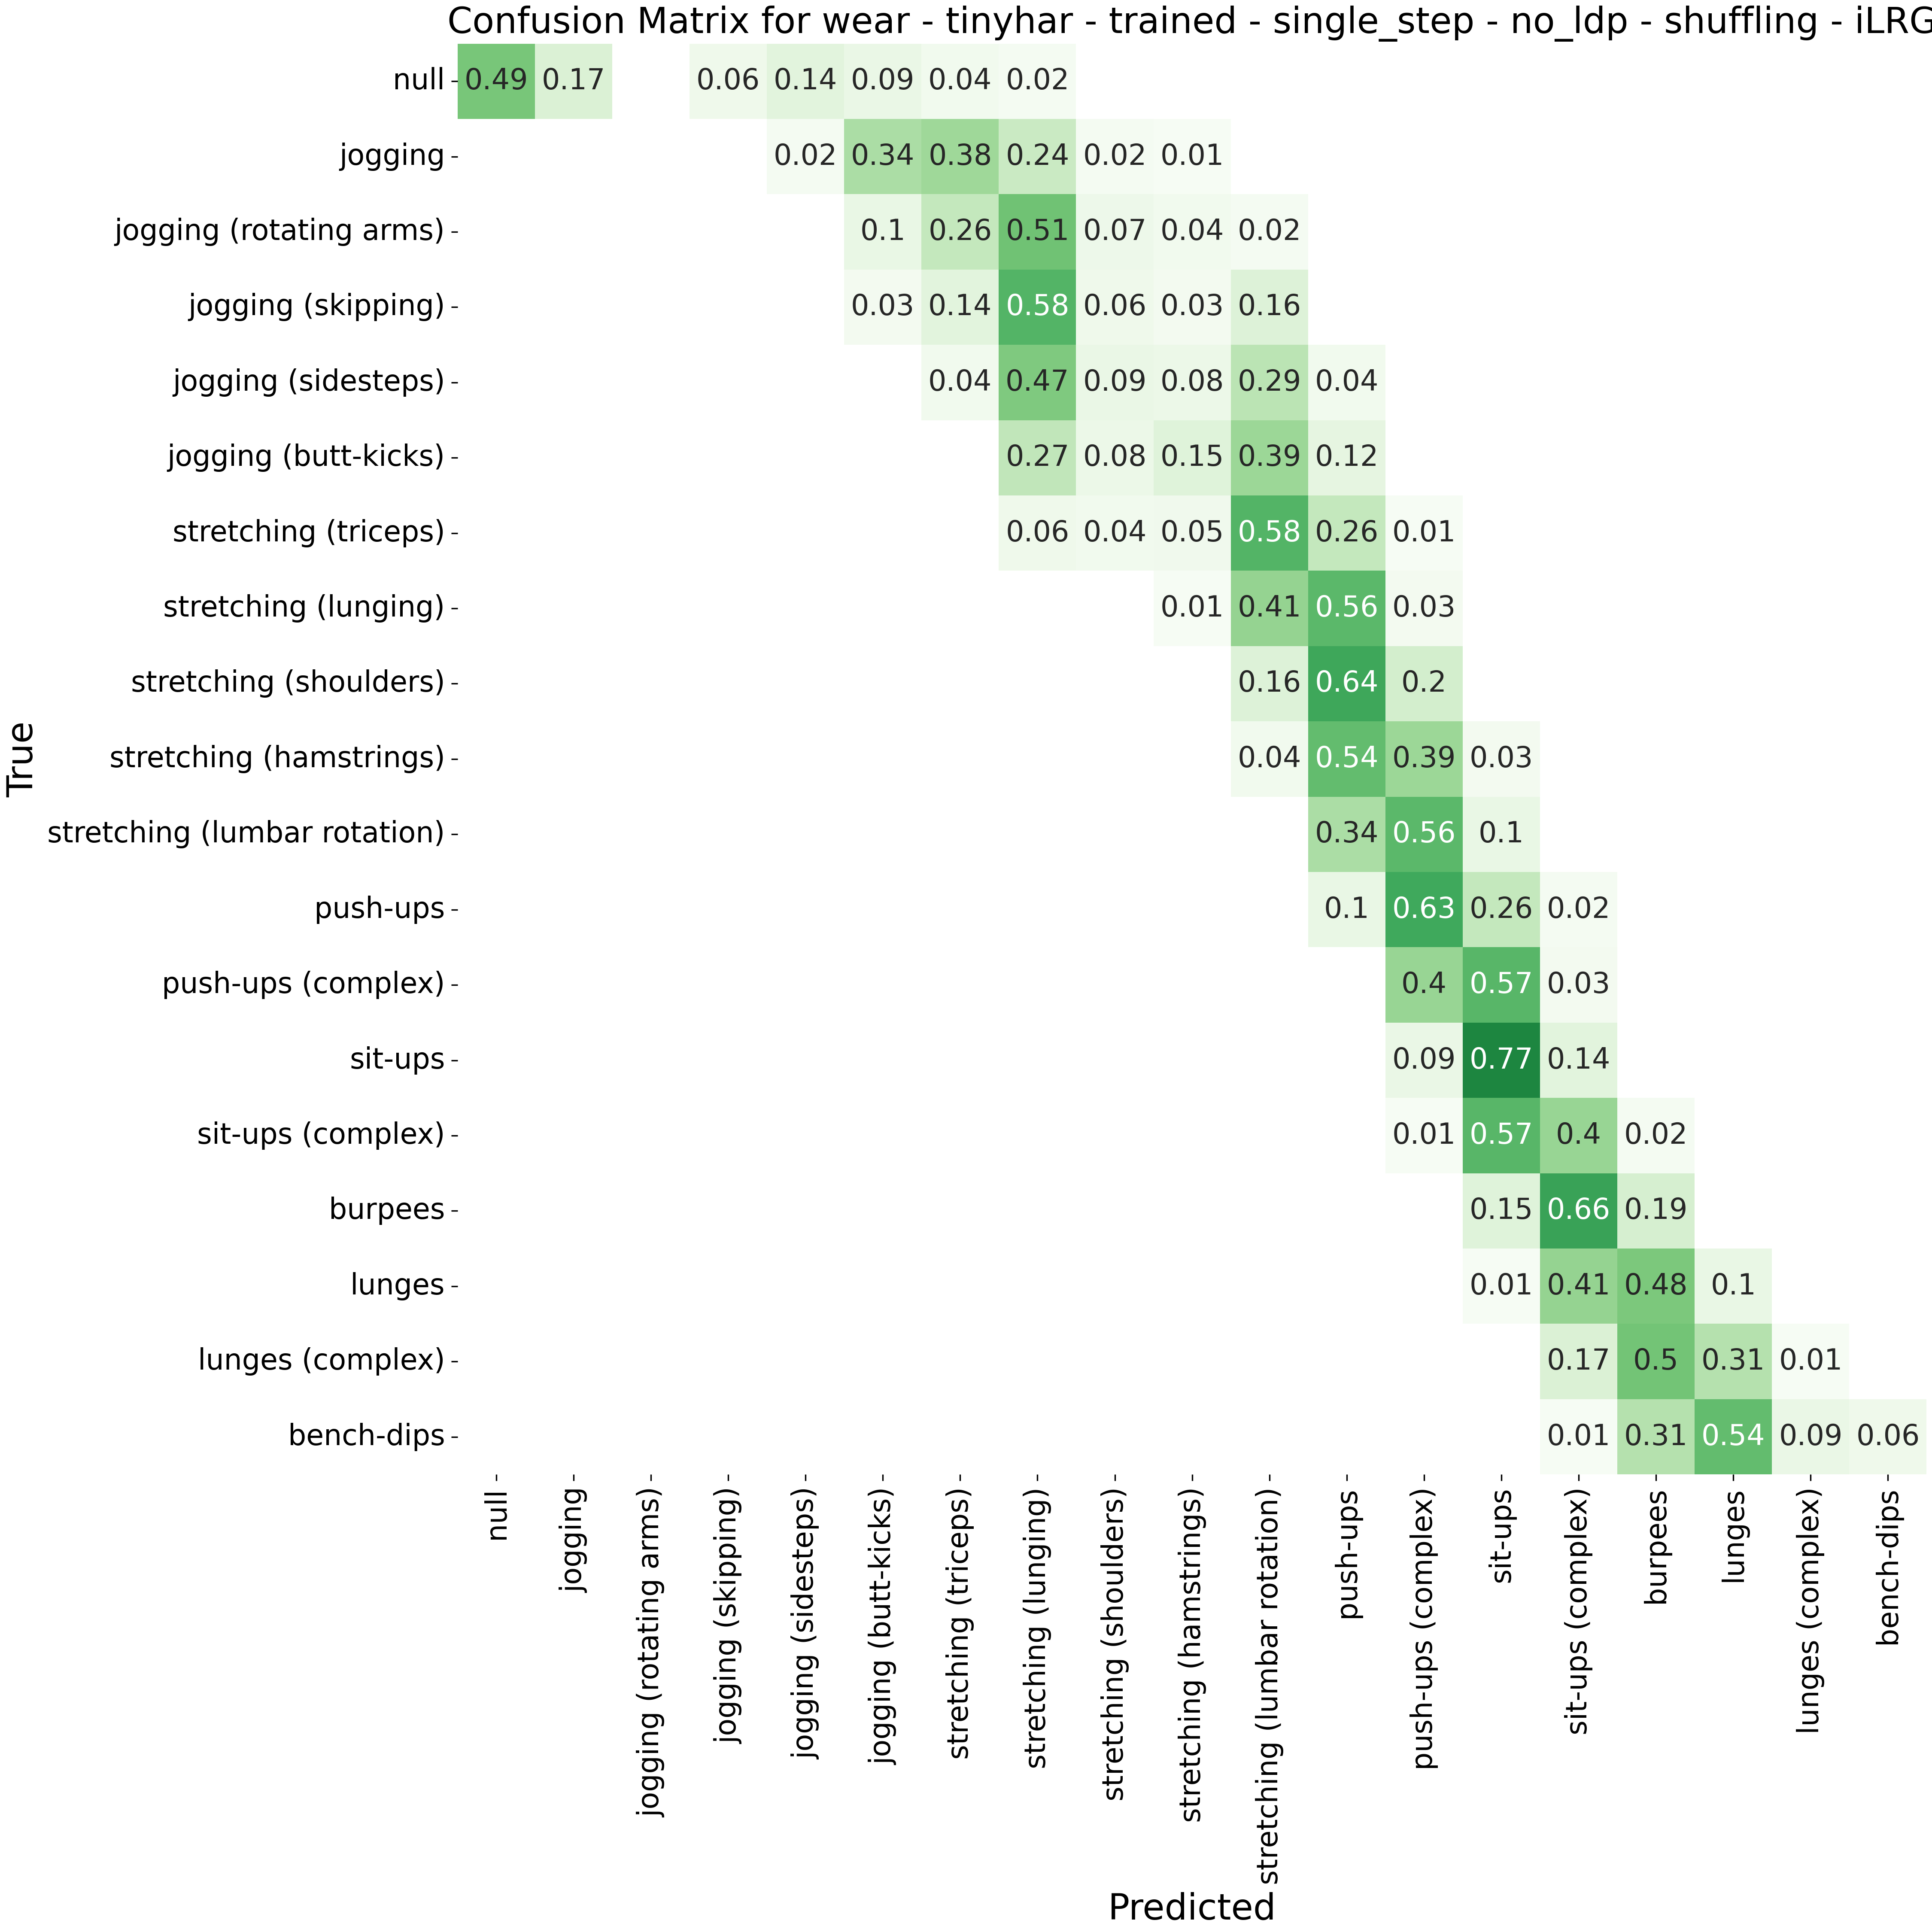 Confusion Matrix for wear - tinyhar - trained - single_step - no_ldp - shuffling - iLRG
null 0.49 0.17 0.06 0.14 0.09 0.04 0.02
jogging 0.02 0.34 0.38 0.24 0.02 0.01
jogging (rotating arms) 0.1 0.26 0.51 0.07 0.04 0.02
jogging (skipping) 0.03 0.14 0.58 0.06 0.03 0.16
jogging (sidesteps) 0.04 0.47 0.09 0.08 0.29 0.04
jogging (butt-kicks) 0.27 0.08 0.15 0.39 0.12
stretching (triceps) 0.06 0.04 0.05 0.58 0.26 0.01
stretching (lunging) 0.01 0.41 0.56 0.03
stretching (shoulders) 0.16 0.64 0.2
stretching (hamstrings) 0.04 0.54 0.39 0.03
stretching (lumbar rotation) 0.34 0.56 0.1
push-ups 0.1 0.63 0.26 0.02
push-ups (complex) 0.4 0.57 0.03
sit-ups 0.09 0.77 0.14
sit-ups (complex) 0.01 0.57 0.4 0.02
burpees 0.15 0.66 0.19
lunges 0.01 0.41 0.48 0.1
lunges (complex) 0.17 0.5 0.31 0.01
bench-dips 0.01 0.31 0.54 0.09 0.06
True
null
jogging
jogging (rotating arms)
jogging (skipping)
jogging (sidesteps)
jogging (butt-kicks)
stretching (triceps)
stretching (lunging)
stretching (shoulders)
stretching (hamstrings)
stretching (lumbar rotation)
push-ups
push-ups (complex)
sit-ups
sit-ups (complex)
burpees
lunges
lunges (complex)
bench-dips
Predicted